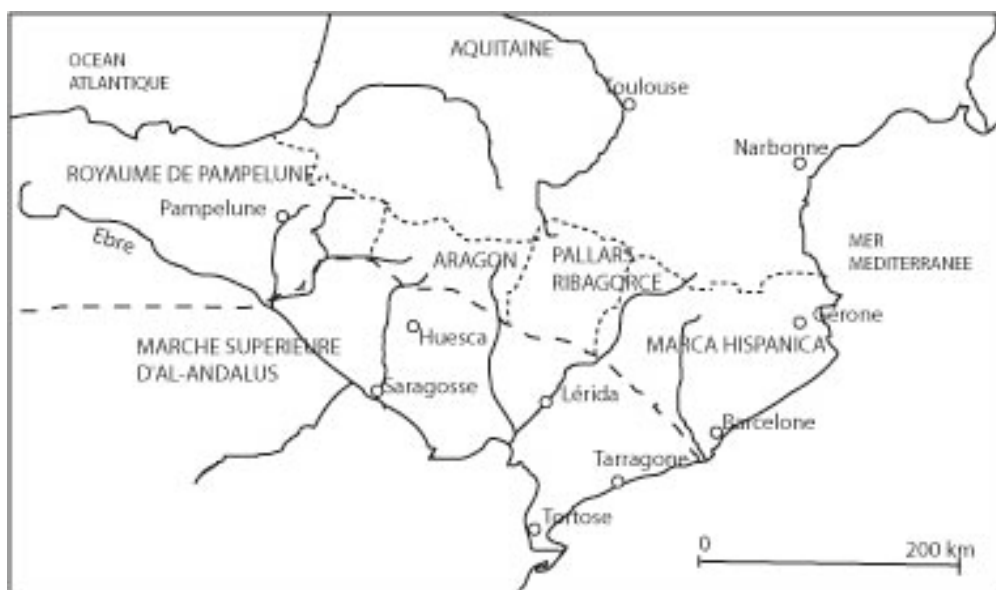 OCEAN
ATLANTIQUE
AQUITAINE
Toulouse
Narbonne
ROYAUME DE PAMPELUNE
Pampelune
Ebre
MER
MEDITERRANEE
ARAGON
PALLARS
RIBAGORCE
Gérone
Huesca
MARCHE SUPERIEURE
D'AL-ANDALUS
MARCA HISPANICA
Saragosse
Lérida
Barcelone
Tarragone
Tortose
0
200 km